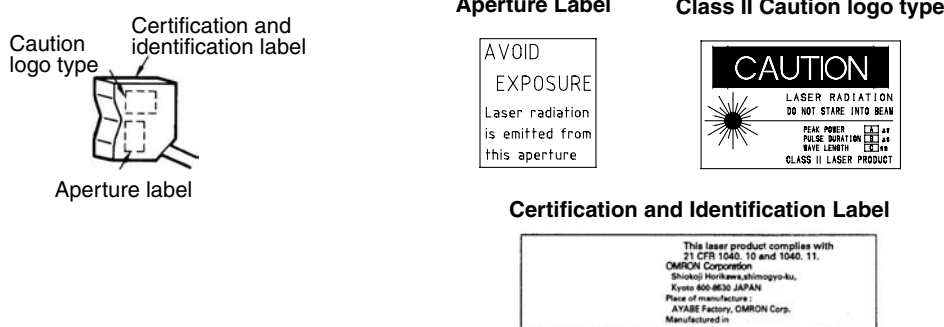 Aperture Label
Class II Caution logo type
Caution
logo type
Certification and
identification label
Aperture label
AVOID
EXPOSURE
Laser radiation
is emitted from
this aperture
CAUTION
LASER RADIATION
DO NOT STARE INTO BEAM
PEAK POWER A
PULSE DURATION B
WAVE LENGTH C
CLASS II LASER PRODUCT
Certification and Identification Label
This laser product complies with
21 CFR 1040. 10 and 1040. 11.
OMRON Corporation
Shiokoji Horikawa,shimogyo-ku,
Kyoto 600-8530 JAPAN
Place of manufacture :
AYABE Factory, OMRON Corp.
Manufactured in